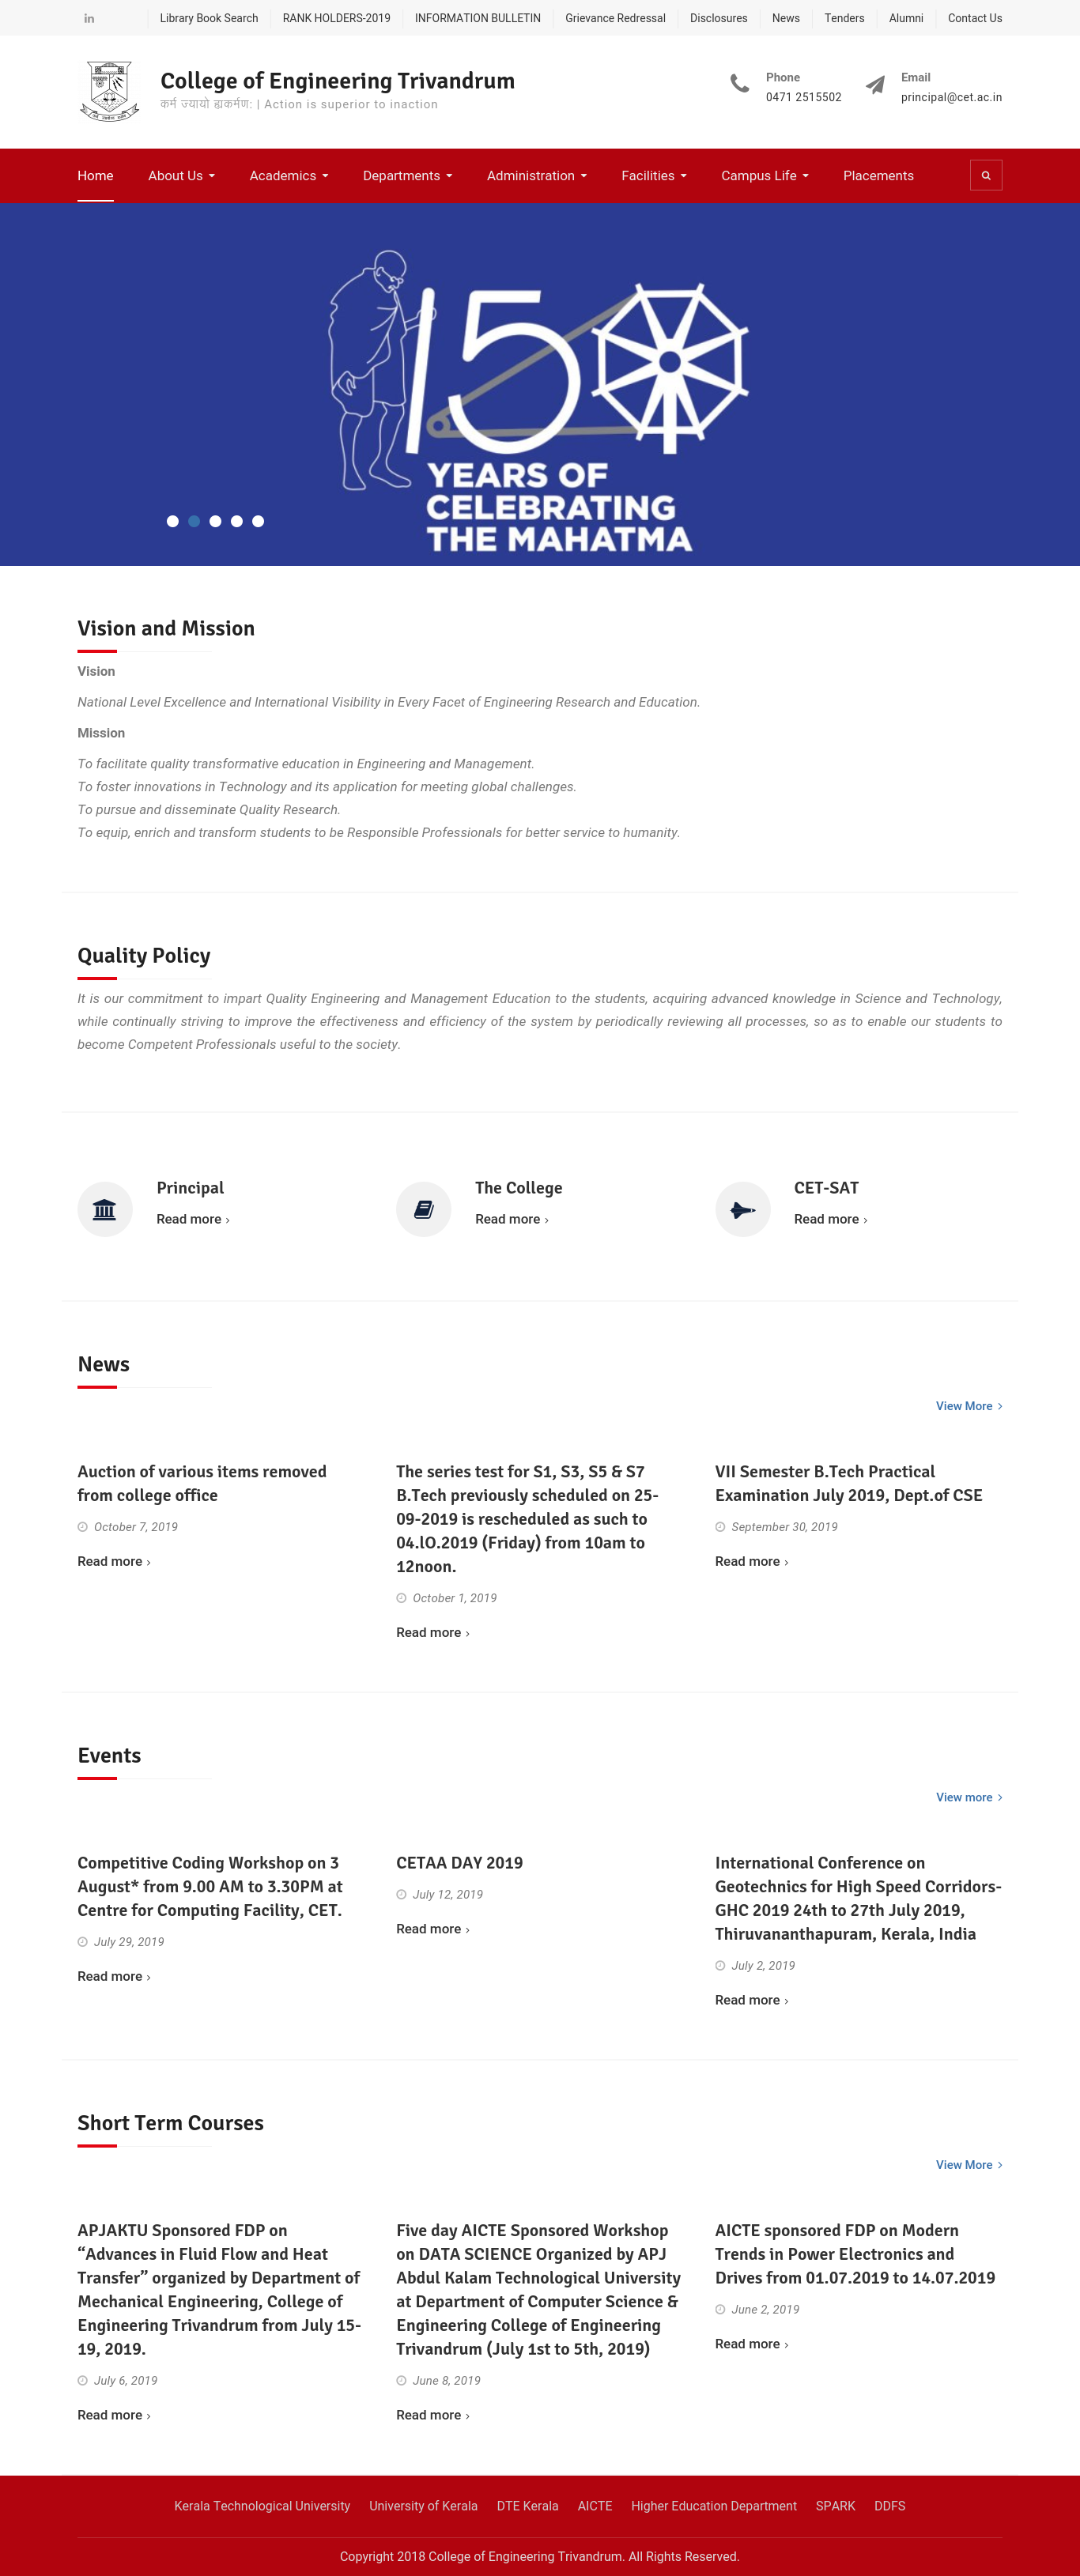 Library Book Search
RANK HOLDERS-2019
INFORMATION BULLETIN
Grievance Redressal
Disclosures
News
Tenders
Alumni
Contact Us
College of Engineering Trivandrum
कर्म ज्यायो ह्यकर्मण: | Action is superior to inaction
Phone
0471 2515502
Email
principal@cet.ac.in
Home
About Us
Academics
Departments
Administration
Facilities
Campus Life
Placements
150
YEARS OF
CELEBRATING
THE MAHATMA
Vision and Mission
Vision
National Level Excellence and International Visibility in Every Facet of Engineering Research and Education.
Mission
To facilitate quality transformative education in Engineering and Management.
To foster innovations in Technology and its application for meeting global challenges.
To pursue and disseminate Quality Research.
To equip, enrich and transform students to be Responsible Professionals for better service to humanity.
Quality Policy
It is our commitment to impart Quality Engineering and Management Education to the students, acquiring advanced knowledge in Science and Technology,
while continually striving to improve the effectiveness and efficiency of the system by periodically reviewing all processes, so as to enable our students to
become Competent Professionals useful to the society.
Principal
Read more ›
The College
Read more ›
CET-SAT
Read more ›
News
View More >
Auction of various items removed
from college office
October 7, 2019
Read more ›
The series test for S1, S3, S5 & S7
B.Tech previously scheduled on 25-
09-2019 is rescheduled as such to
04.lO.2019 (Friday) from 10am to
12noon.
October 1, 2019
Read more ›
VII Semester B.Tech Practical
Examination July 2019, Dept.of CSE
September 30, 2019
Read more ›
Events
View more >
Competitive Coding Workshop on 3
August* from 9.00 AM to 3.30PM at
Centre for Computing Facility, CET.
July 29, 2019
Read more ›
CETAA DAY 2019
July 12, 2019
Read more ›
International Conference on
Geotechnics for High Speed Corridors-
GHC 2019 24th to 27th July 2019,
Thiruvananthapuram, Kerala, India
July 2, 2019
Read more ›
Short Term Courses
View More >
APJAKTU Sponsored FDP on
“Advances in Fluid Flow and Heat
Transfer” organized by Department of
Mechanical Engineering, College of
Engineering Trivandrum from July 15-
19, 2019.
July 6, 2019
Read more ›
Five day AICTE Sponsored Workshop
on DATA SCIENCE Organized by APJ
Abdul Kalam Technological University
at Department of Computer Science &
Engineering College of Engineering
Trivandrum (July 1st to 5th, 2019)
June 8, 2019
Read more ›
AICTE sponsored FDP on Modern
Trends in Power Electronics and
Drives from 01.07.2019 to 14.07.2019
June 2, 2019
Read more ›
Kerala Technological University
University of Kerala
DTE Kerala
AICTE
Higher Education Department
SPARK
DDFS
Copyright 2018 College of Engineering Trivandrum. All Rights Reserved.